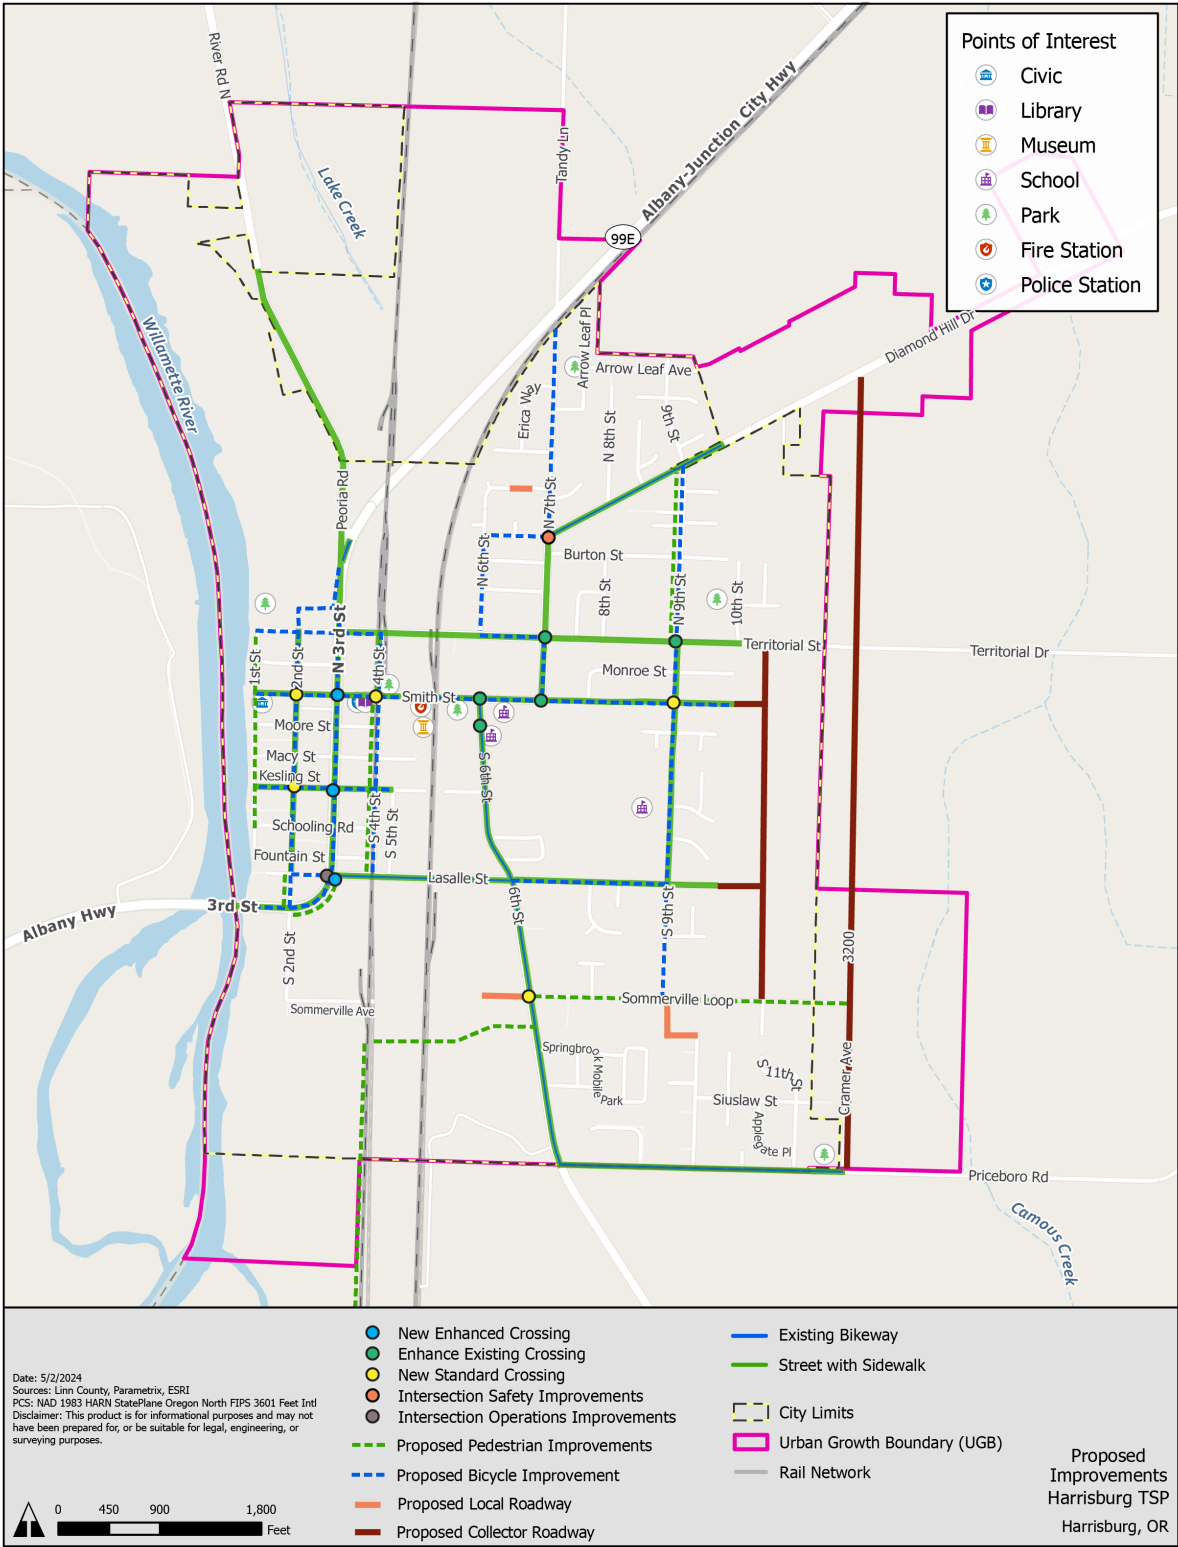 Points of Interest
Civic
Library
Museum
School
Park
Fire Station
Police Station
River Rd N
Albany-Junction City Hwy
Tandy Ln
Lake Creek
99E
Willamette River
Diamond Hill Dr
Arrow Leaf Pl
Arrow Leaf Ave
Erica Way
N 8th St
9th St
Peoria Rd
N 7th St
N 6th St
Burton St
8th St
N 9th St
10th St
N 3rd St
Territorial St
Territorial Dr
1st St
2nd St
4th St
Monroe St
Smith St
Moore St
Macy St
Kesling St
S 6th St
Schooling Rd
S 4th St
S 5th St
Fountain St
Lasalle St
3rd St
6th St
S 9th St
Albany Hwy
S 2nd St
3200
Sommerville Loop
Sommerville Ave
Springbrook Mobile Park
S 11th St
Cramer Ave
Siuslaw St
Applegate Pl
Priceboro Rd
Camous Creek
New Enhanced Crossing
Enhance Existing Crossing
New Standard Crossing
Intersection Safety Improvements
Intersection Operations Improvements
Proposed Pedestrian Improvements
Proposed Bicycle Improvement
Proposed Local Roadway
Proposed Collector Roadway
Existing Bikeway
Street with Sidewalk
City Limits
Urban Growth Boundary (UGB)
Rail Network
Date: 5/2/2024
Sources: Linn County, Parametrix, ESRI
PCS: NAD 1983 HARN StatePlane Oregon North FIPS 3601 Feet Intl
Disclaimer: This product is for informational purposes and may not
have been prepared for, or be suitable for legal, engineering, or
surveying purposes.
0 450 900 1,800
Feet
Proposed
Improvements
Harrisburg TSP
Harrisburg, OR